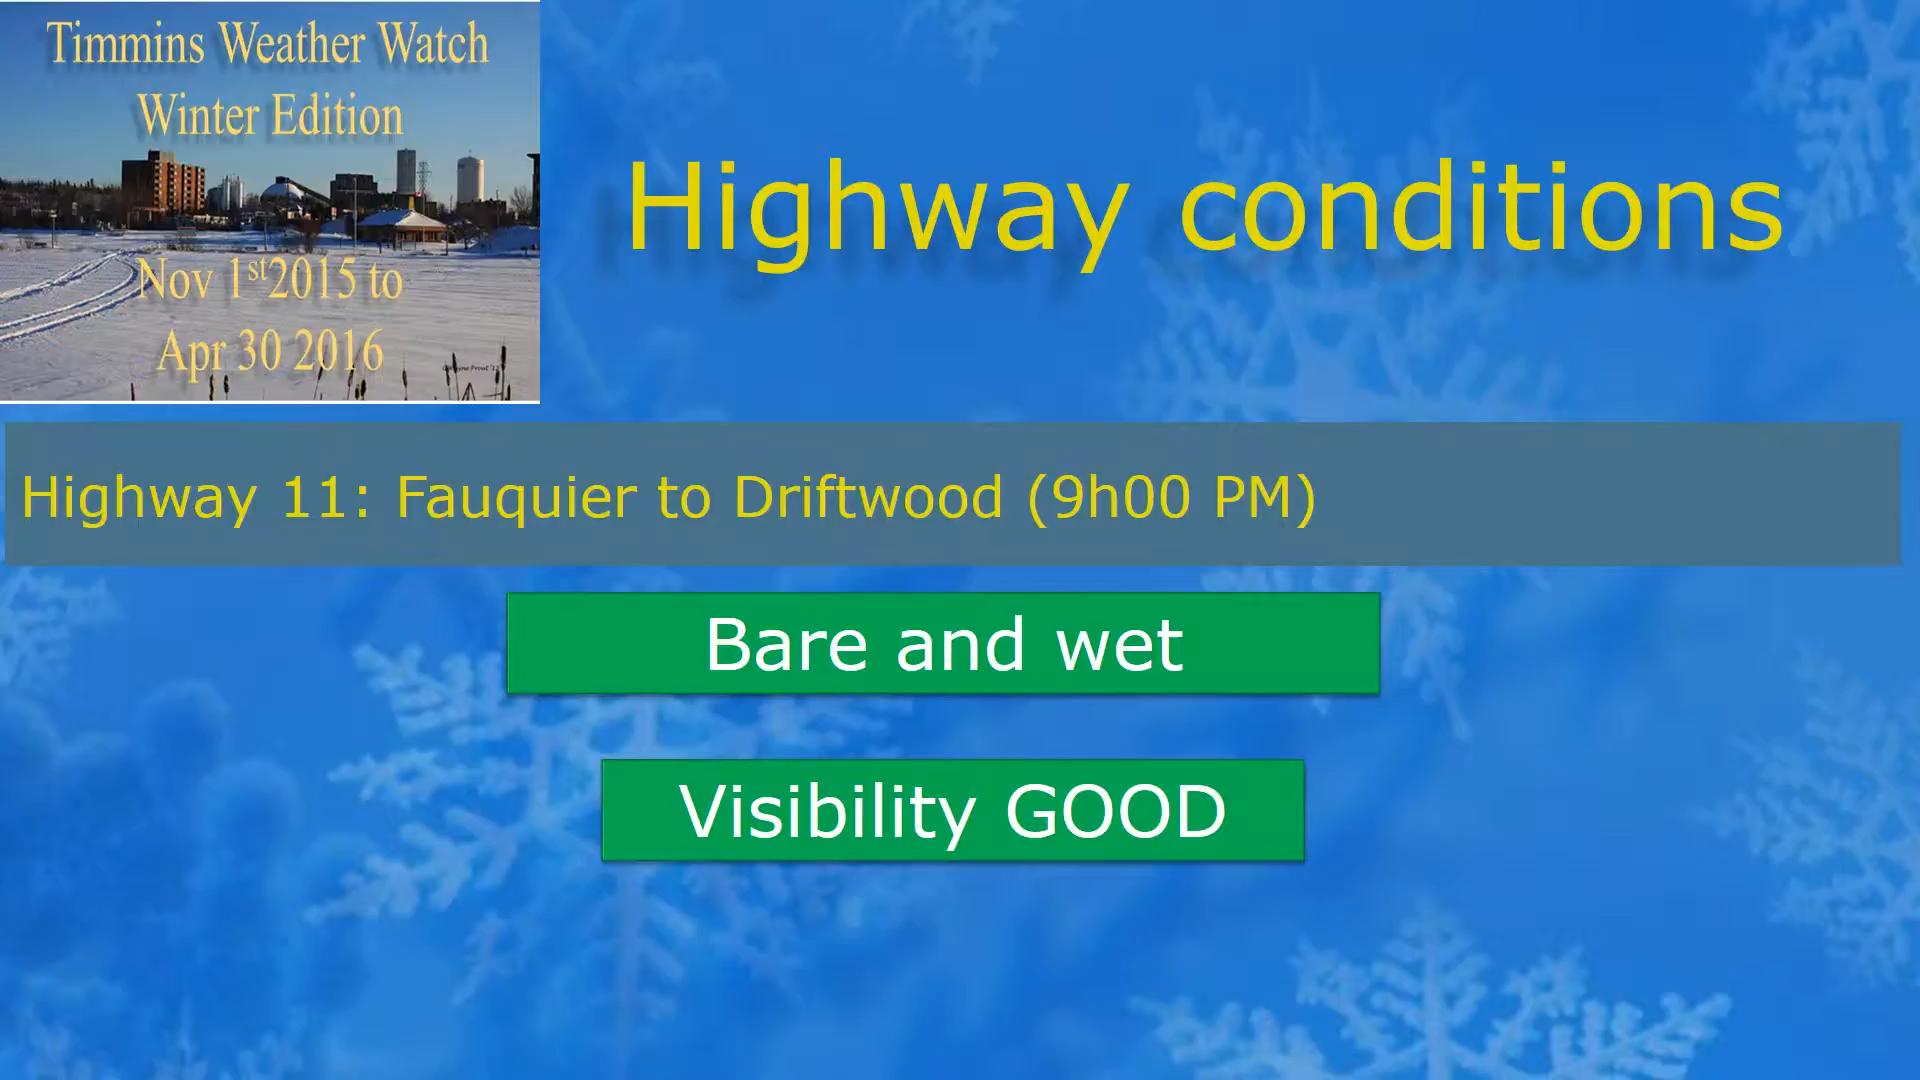 Timmins Weather Watch
Winter Edition
Nov 1st2015 to
Apr 30 2016
Highway conditions
Highway 11: Fauquier to Driftwood (9h00 PM)
Bare and wet
Visibility GOOD